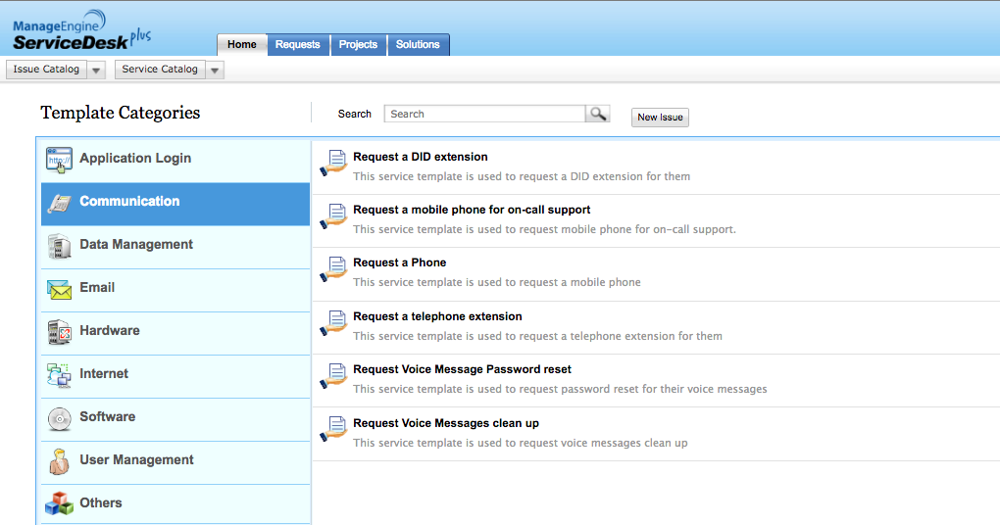 ManageEngine
ServiceDesk plus
Home Requests Projects Solutions
Issue Catalog Service Catalog
Template Categories
Search Search New Issue
Application Login
Communication
Data Management
Email
Hardware
Internet
Software
User Management
Others
Request a DID extension
This service template is used to request a DID extension for them
Request a mobile phone for on-call support
This service template is used to request mobile phone for on-call support.
Request a Phone
This service template is used to request a mobile phone
Request a telephone extension
This service template is used to request a telephone extension for them
Request Voice Message Password reset
This service template is used to request password reset for their voice messages
Request Voice Messages clean up
This service template is used to request voice messages clean up
http://